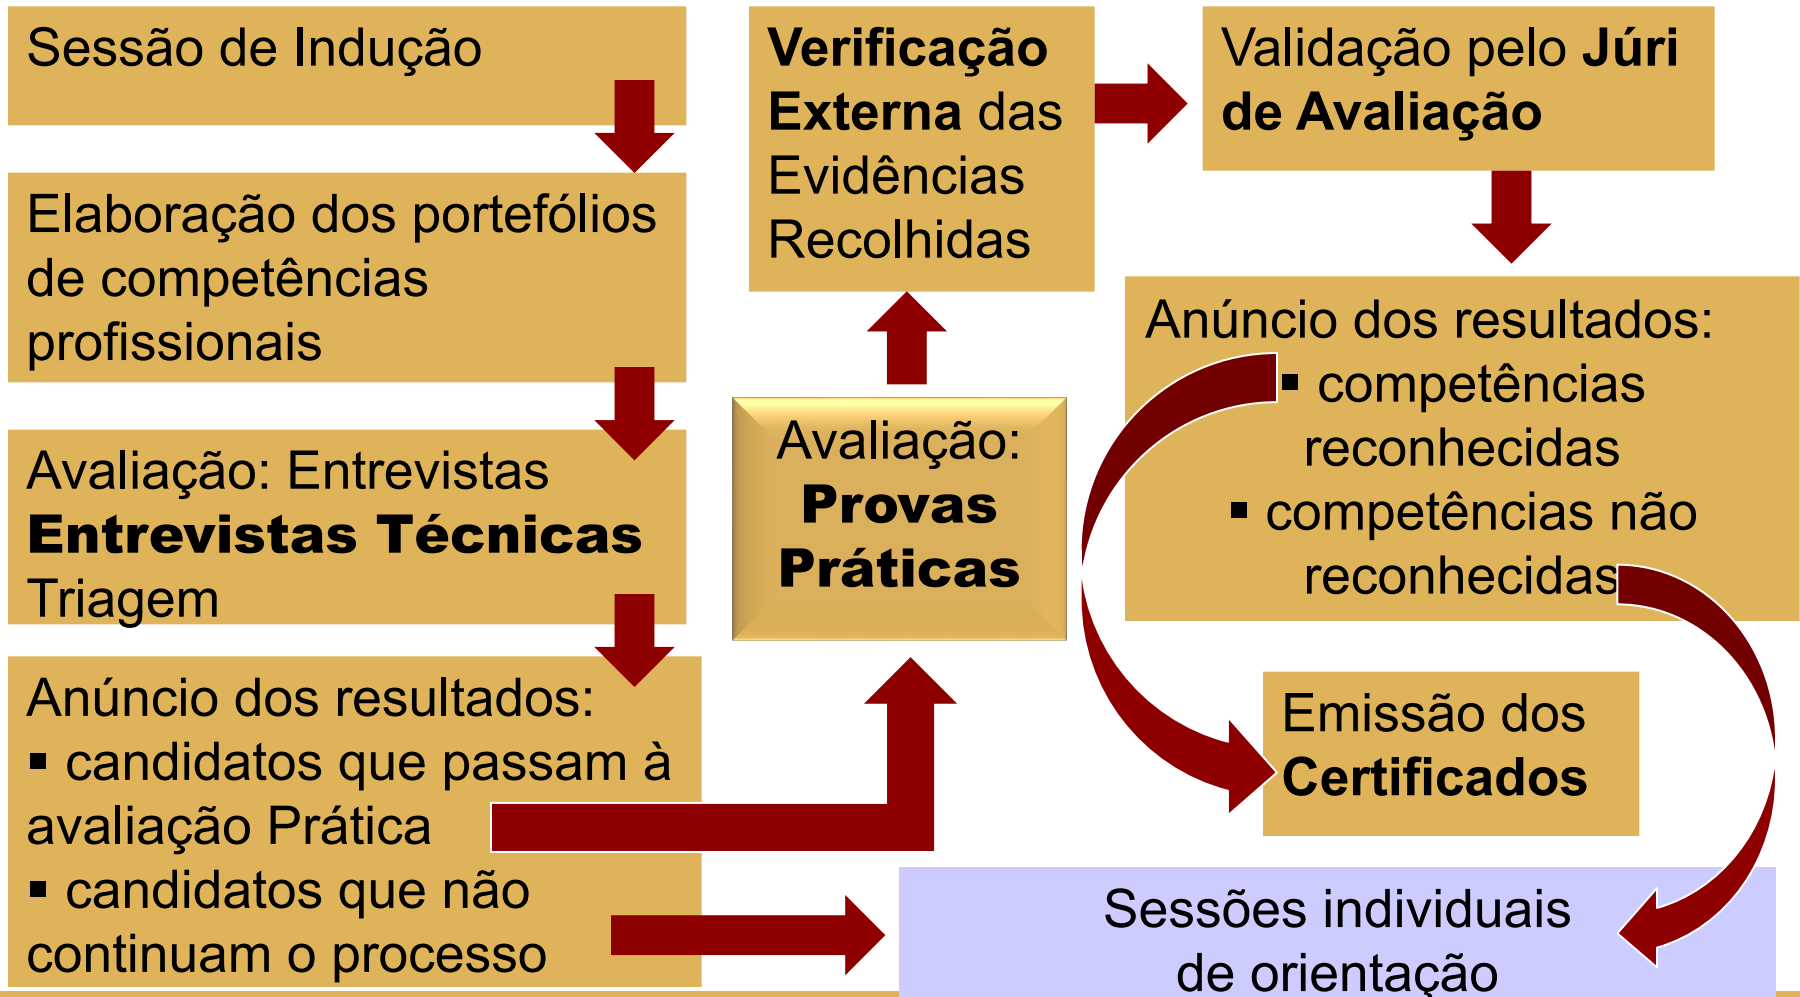 Sessão de Indução
Elaboração dos portefólios
de competências
profissionais
Avaliação: Entrevistas
Entrevistas Técnicas
Triagem
Anúncio dos resultados:
▪ candidatos que passam à
avaliação Prática
▪ candidatos que não
continuam o processo
Avaliação:
Provas
Práticas
Verificação
Externa das
Evidências
Recolhidas
Validação pelo Júri
de Avaliação
Anúncio dos resultados:
▪ competências
reconhecidas
▪ competências não
reconhecidas
Emissão dos
Certificados
Sessões individuais
de orientação